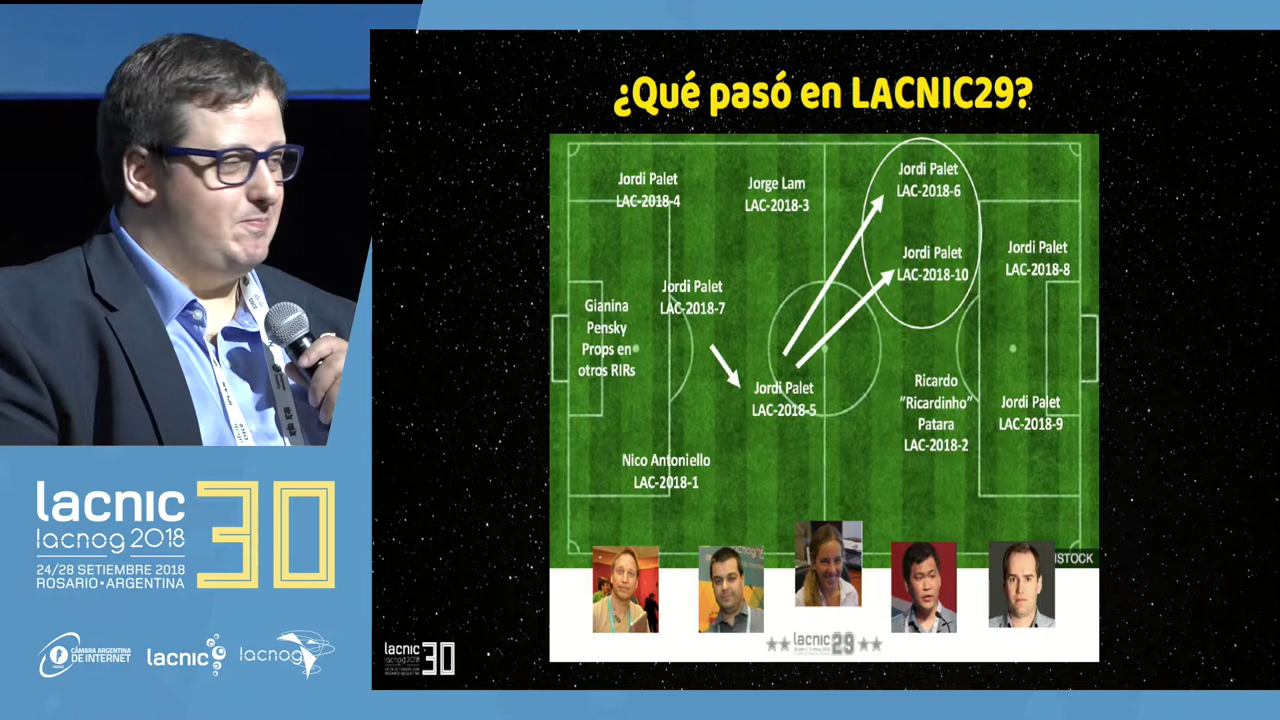 ¿Qué pasó en LACNIC29?
Jordi Palet
LAC-2018-4
Jorge Lam
LAC-2018-3
Jordi Palet
LAC-2018-6
Jordi Palet
LAC-2018-10
Jordi Palet
LAC-2018-8
Jordi Palet
LAC-2018-7
Gianina
Pensky
Props en
otros RIRs
Jordi Palet
LAC-2018-5
Ricardo
"Ricardinho"
Patara
LAC-2018-2
Jordi Palet
LAC-2018-9
Nico Antoniello
LAC-2018-1
ISTOCK
lacnic
29
lacnic 30
lacnog 2018
lacnic 30
lacnog 2018
24/28 SETIEMBRE 2018
ROSARIO•ARGENTINA
CÁMARA ARGENTINA
DE INTERNET
lacnic
lacnog